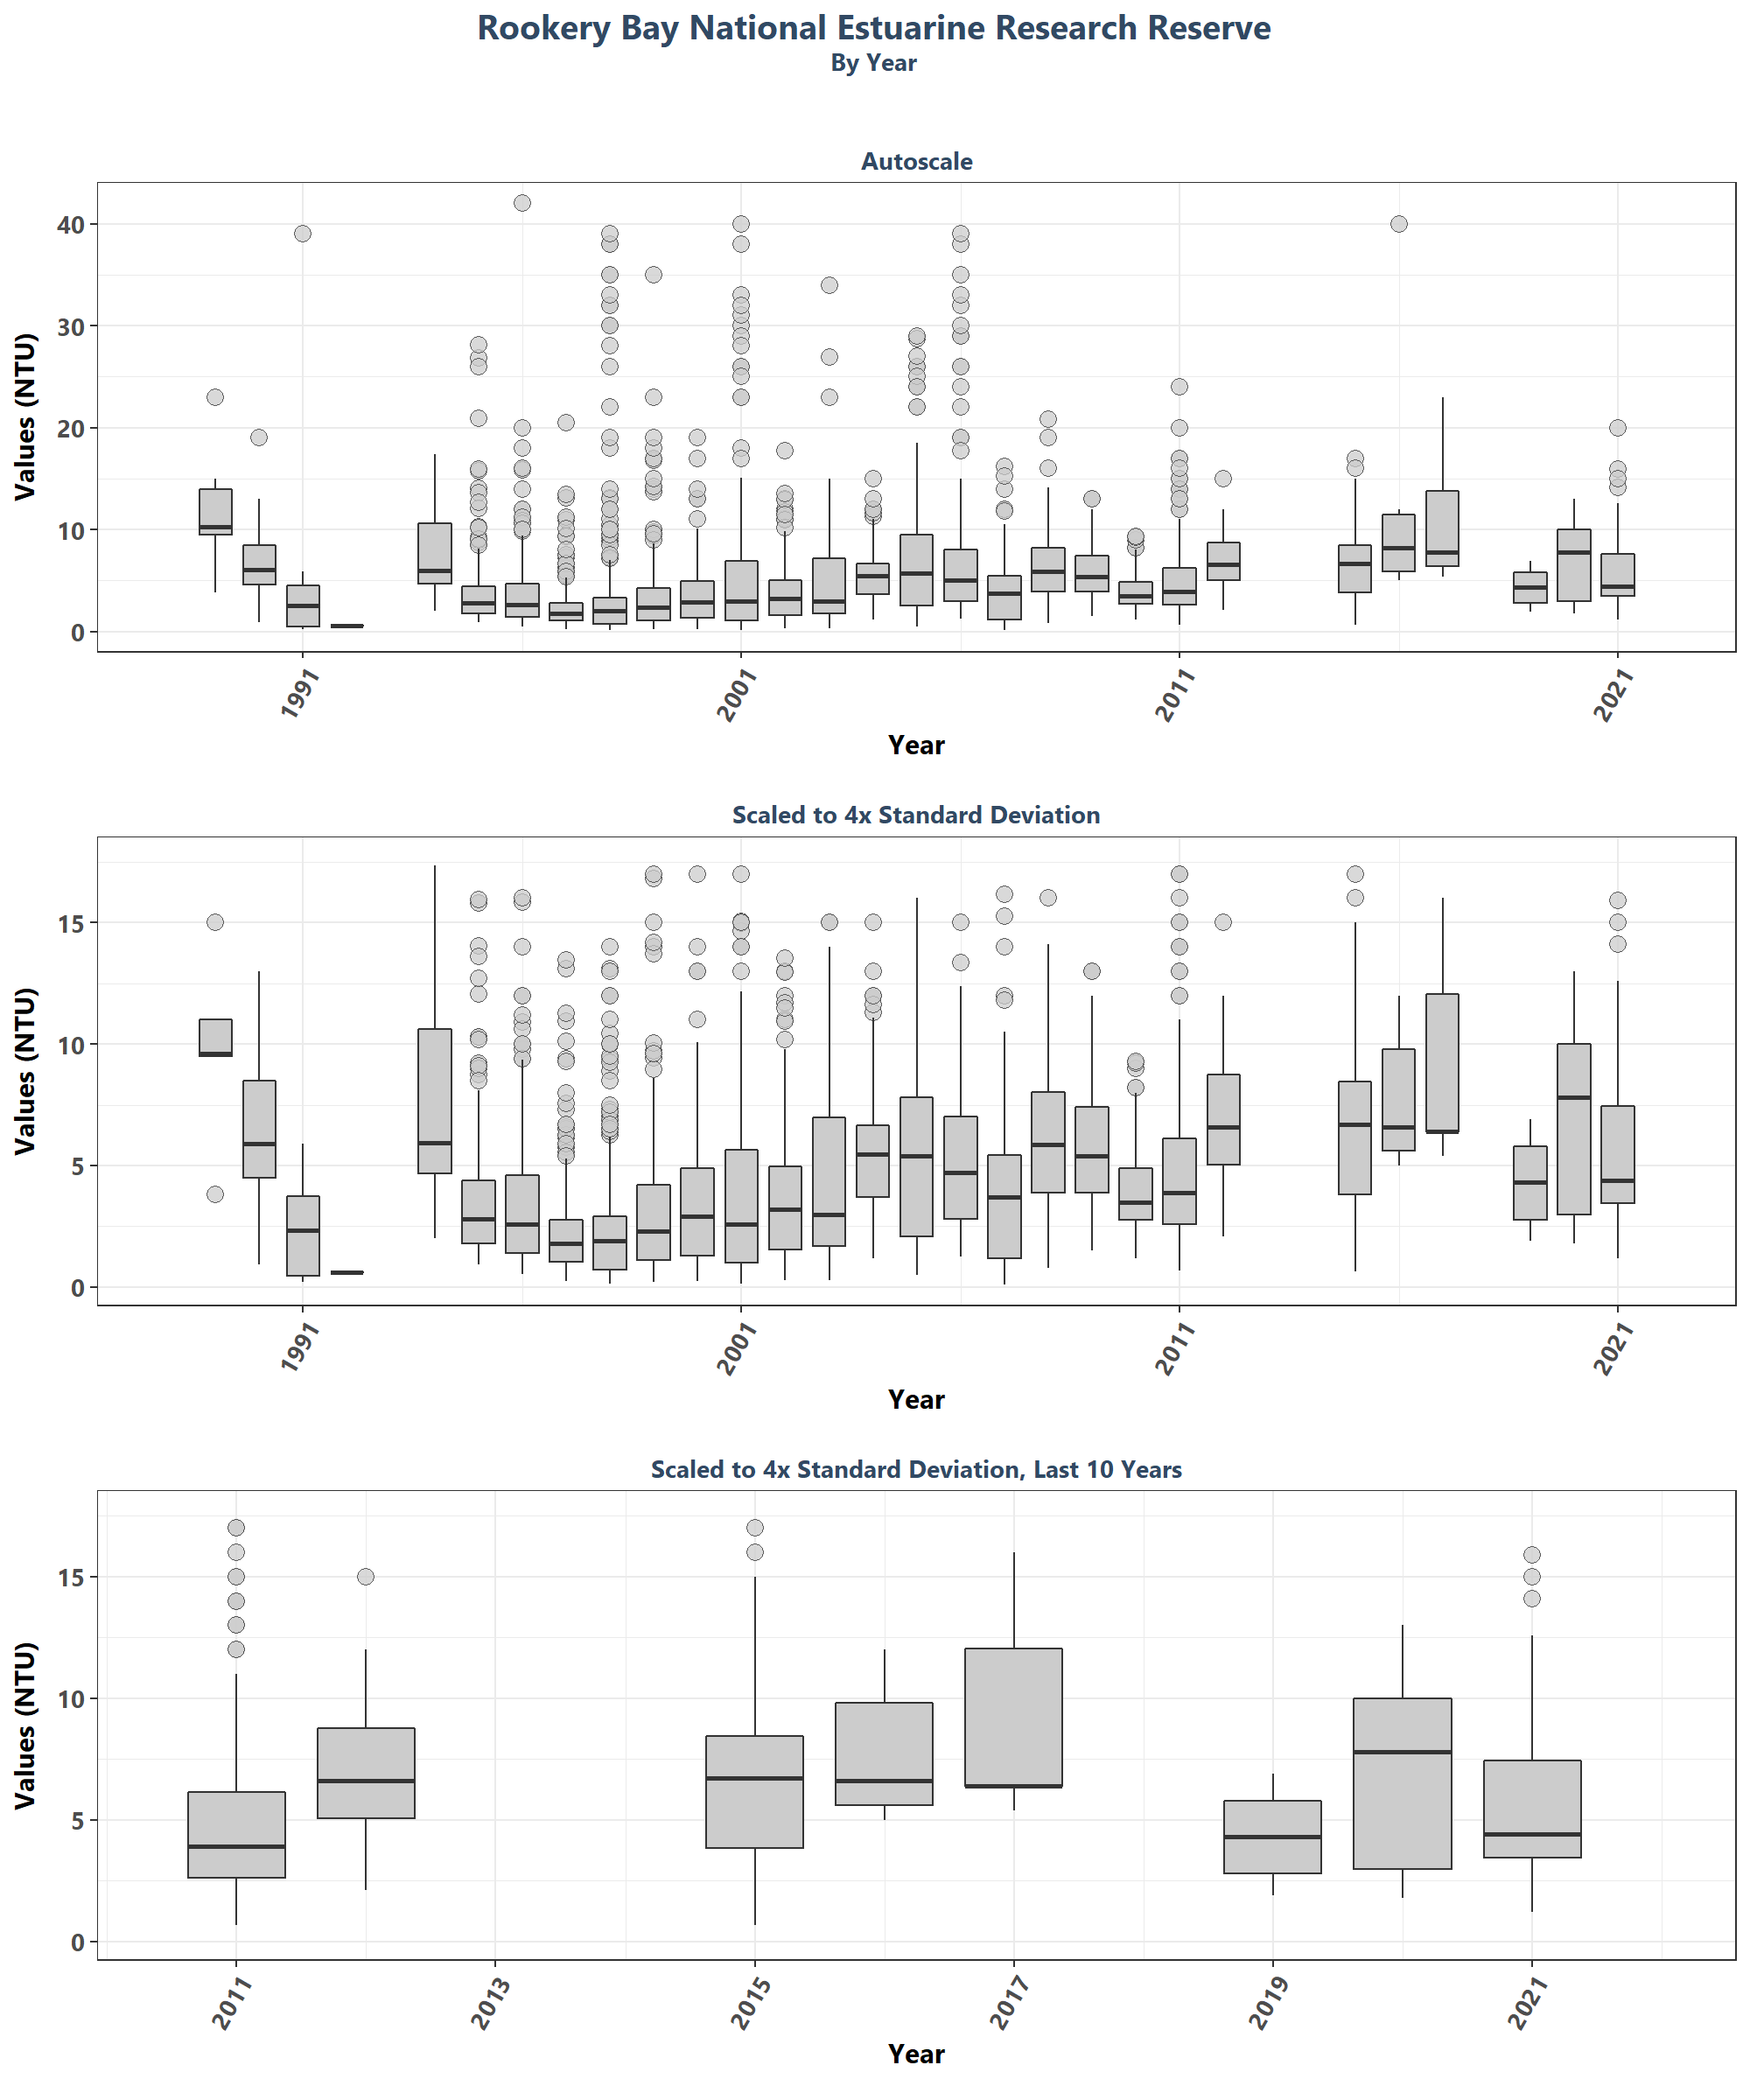 Rookery Bay National Estuarine Research Reserve
By Year
Autoscale
Values (NTU)
40
30
20
10
0
1991
2001
2011
2021
Year
Scaled to 4x Standard Deviation
Values (NTU)
15
10
5
0
1991
2001
2011
2021
Year
Scaled to 4x Standard Deviation, Last 10 Years
Values (NTU)
15
10
5
0
2011
2013
2015
2017
2019
2021
Year